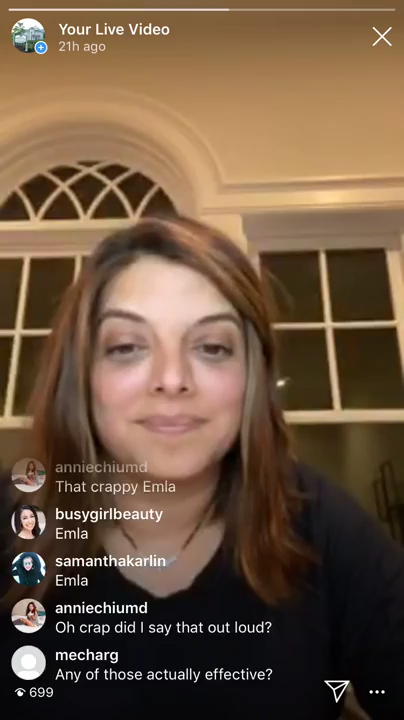 Your Live Video
21h ago
anniechiumd
That crappy Emla
busygirlbeauty
Emla
samanthakarlin
Emla
anniechiumd
Oh crap did I say that out loud?
mecharg
Any of those actually effective?
699